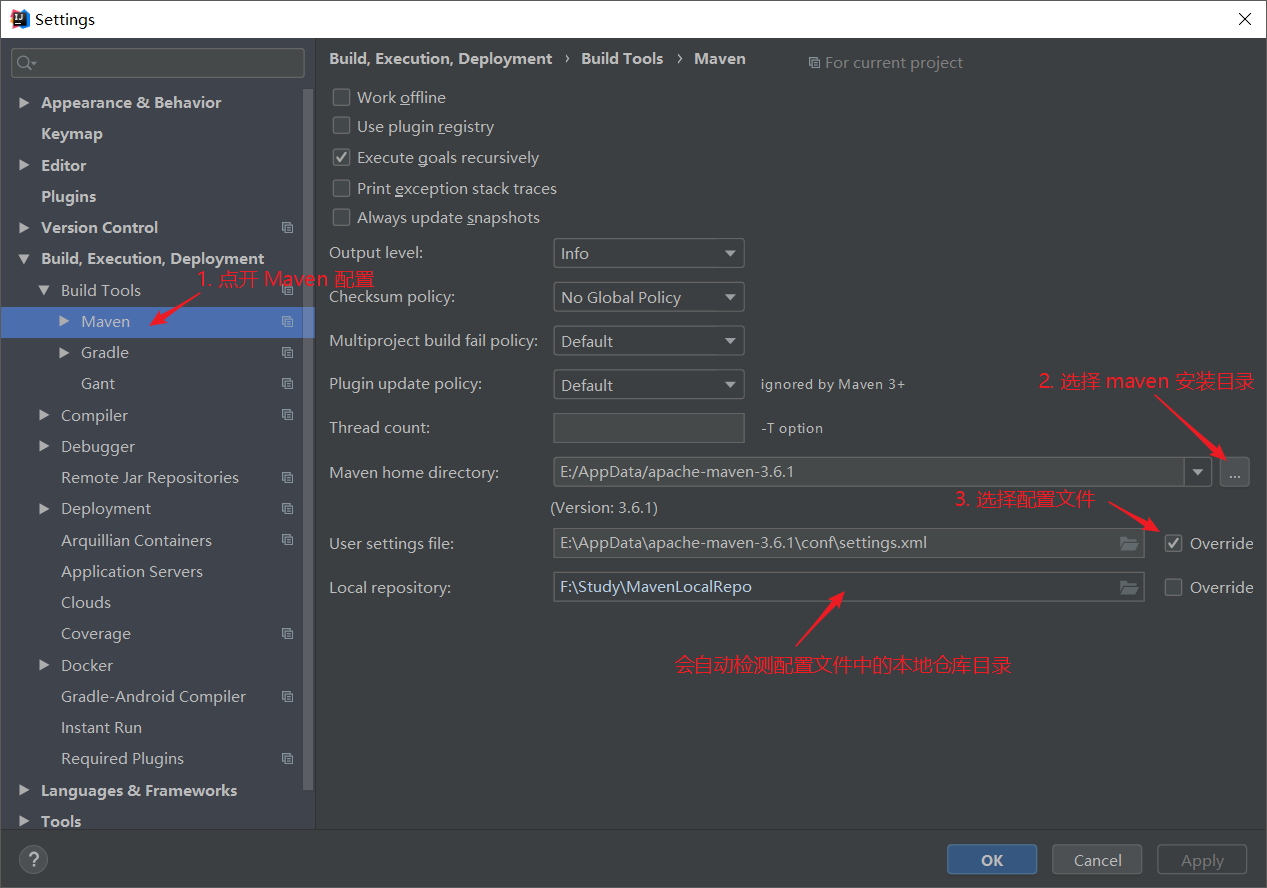 Settings
Build, Execution, Deployment › Build Tools › Maven For current project
Appearance & Behavior
Keymap
Editor
Plugins
Version Control
Build, Execution, Deployment
Build Tools
Maven
Gradle
Gant
Compiler
Debugger
Remote Jar Repositories
Deployment
Arquillian Containers
Application Servers
Clouds
Coverage
Docker
Gradle-Android Compiler
Instant Run
Required Plugins
Languages & Frameworks
Tools
1. 点开 Maven 配置
Work offline
Use plugin registry
Execute goals recursively
Print exception stack traces
Always update snapshots
Output level: Info
Checksum policy: No Global Policy
Multiproject build fail policy: Default
Plugin update policy: Default ignored by Maven 3+
2. 选择 maven 安装目录
Thread count: -T option
Maven home directory: E:/AppData/apache-maven-3.6.1 ...
3. 选择配置文件
(Version: 3.6.1)
User settings file: E:\AppData\apache-maven-3.6.1\conf\settings.xml Override
Local repository: F:\Study\MavenLocalRepo Override
会自动检测配置文件中的本地仓库目录
? OK Cancel Apply